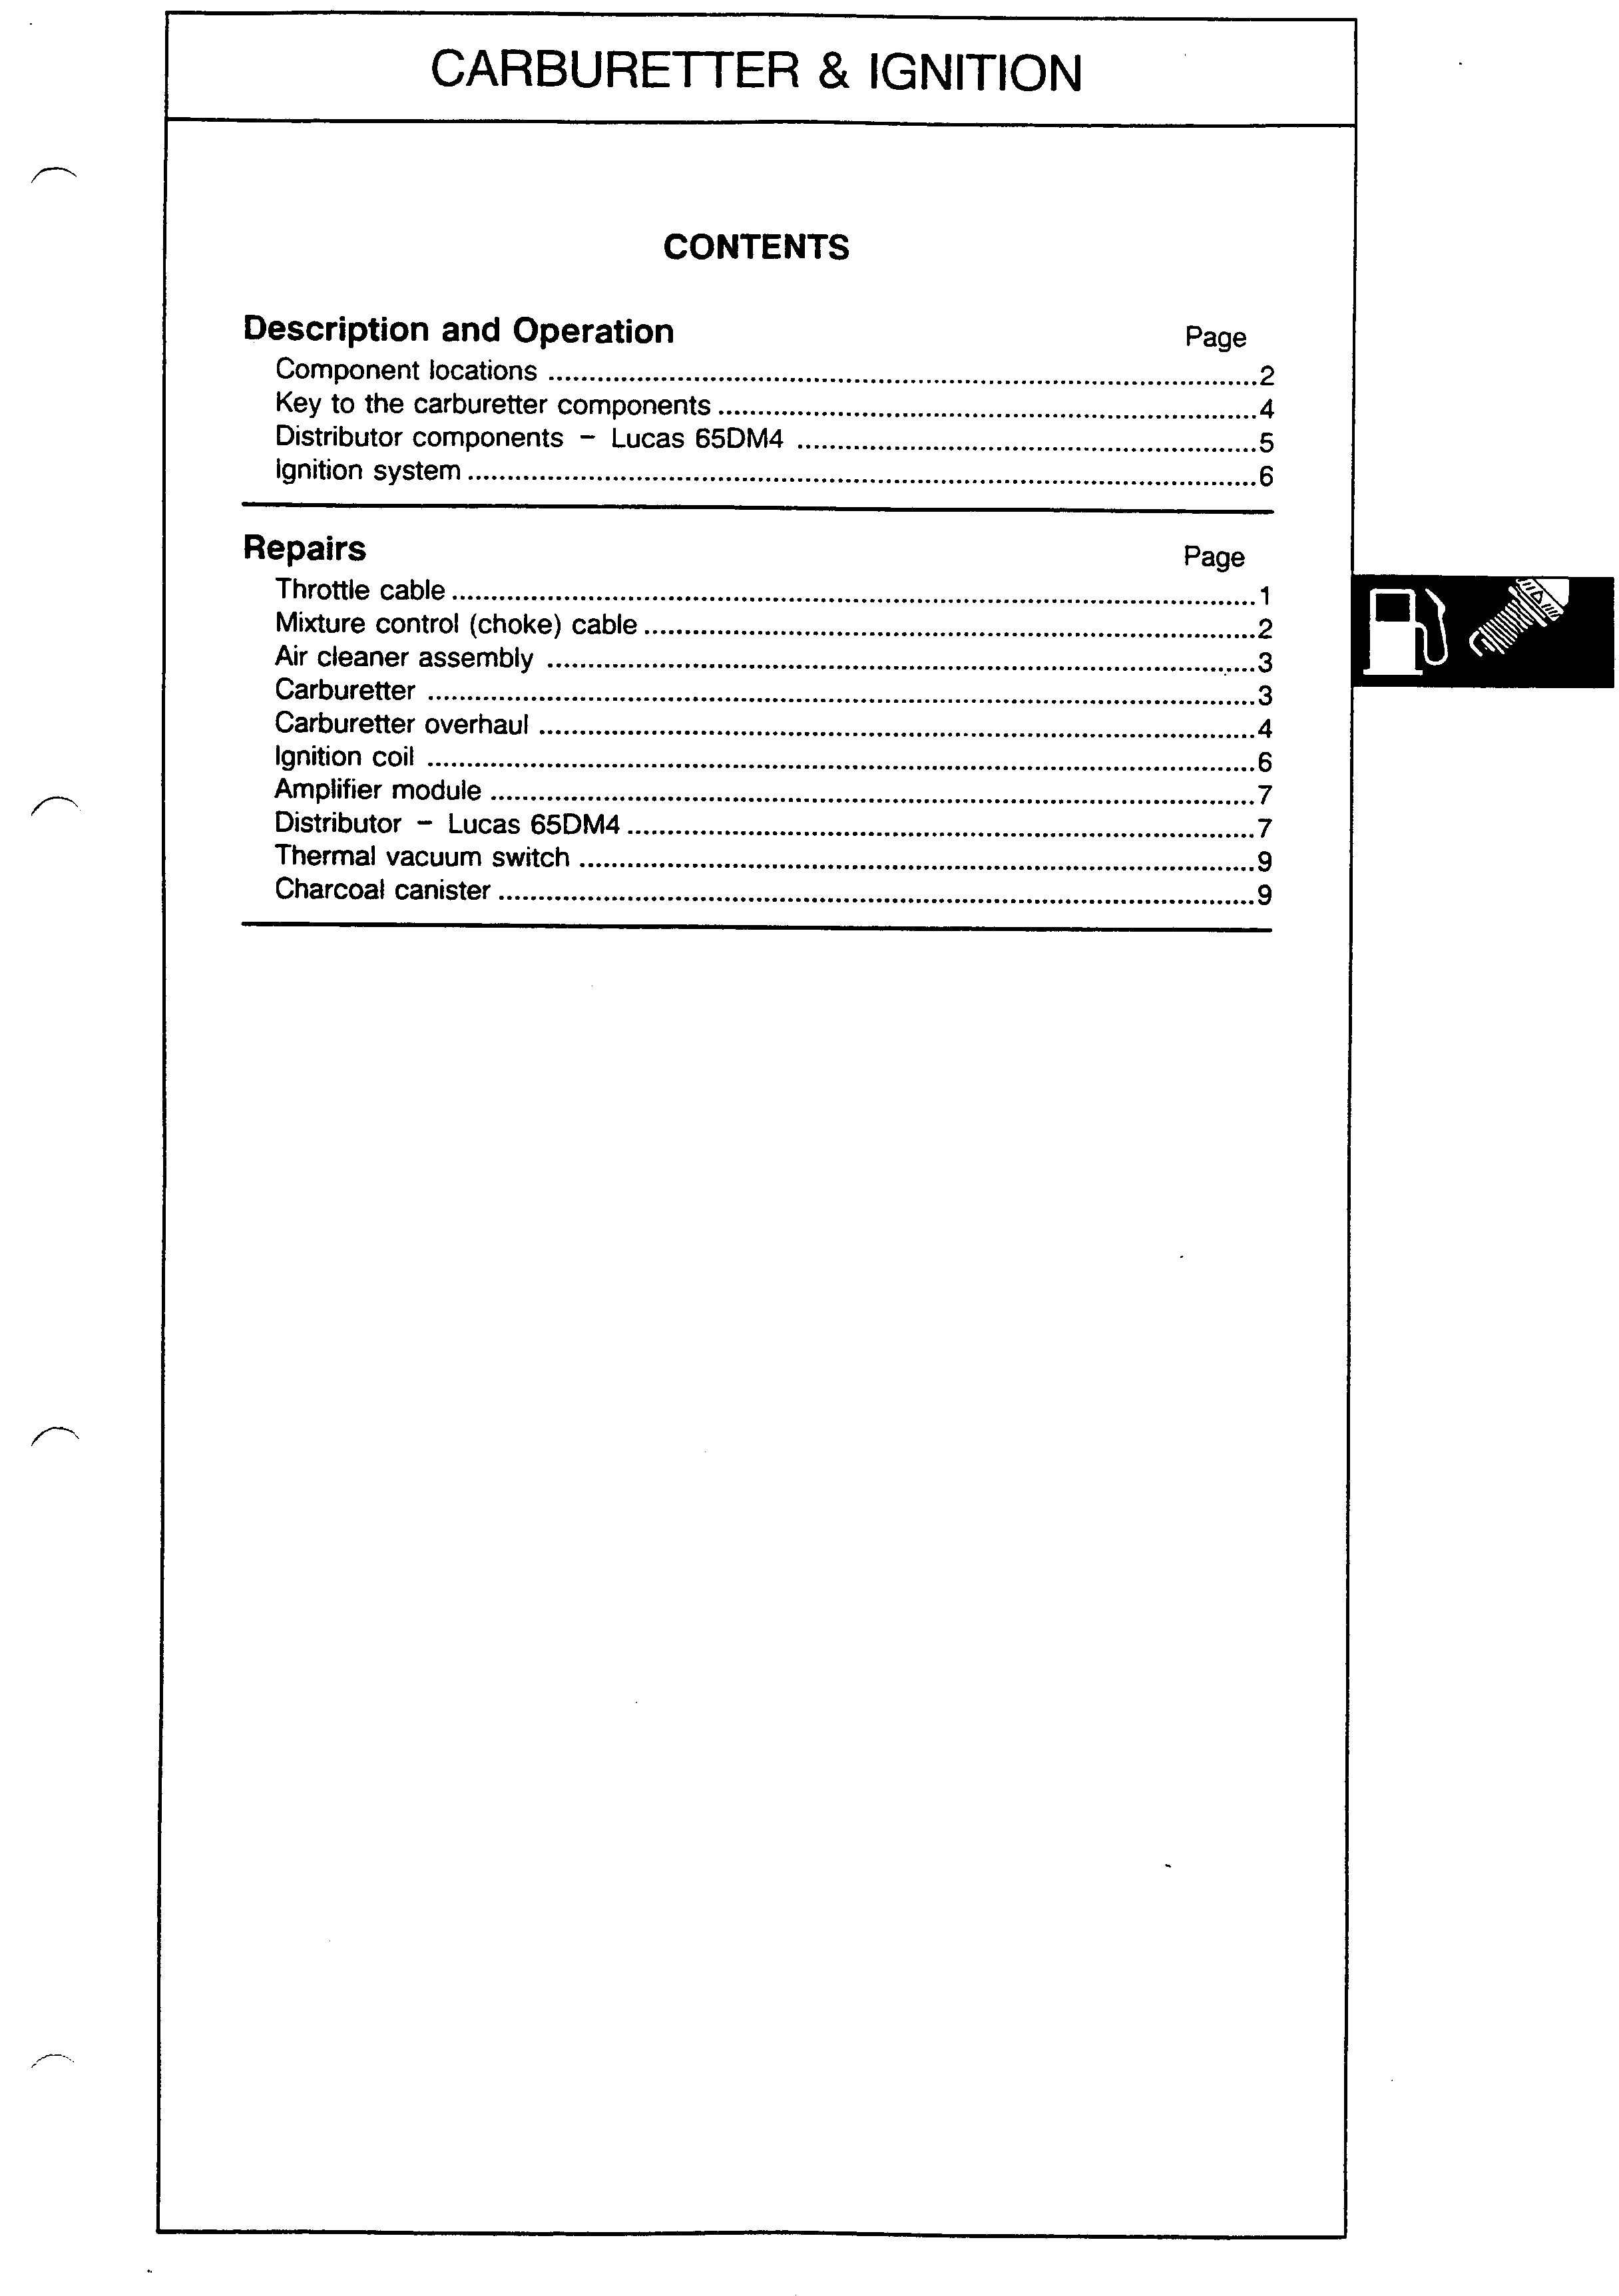 CARBURETTER & IGNITION
CONTENTS
Description and Operation Page
Component locations ........................................ 2
Key to the carburetter components ........................................ 4
Distributor components – Lucas 65DM4 ........................................ 5
Ignition system ........................................ 6
Repairs Page
Throttle cable ........................................ 1
Mixture control (choke) cable ........................................ 2
Air cleaner assembly ........................................ 3
Carburetter ........................................ 3
Carburetter overhaul ........................................ 4
Ignition coil ........................................ 6
Amplifier module ........................................ 7
Distributor – Lucas 65DM4 ........................................ 7
Thermal vacuum switch ........................................ 9
Charcoal canister ........................................ 9